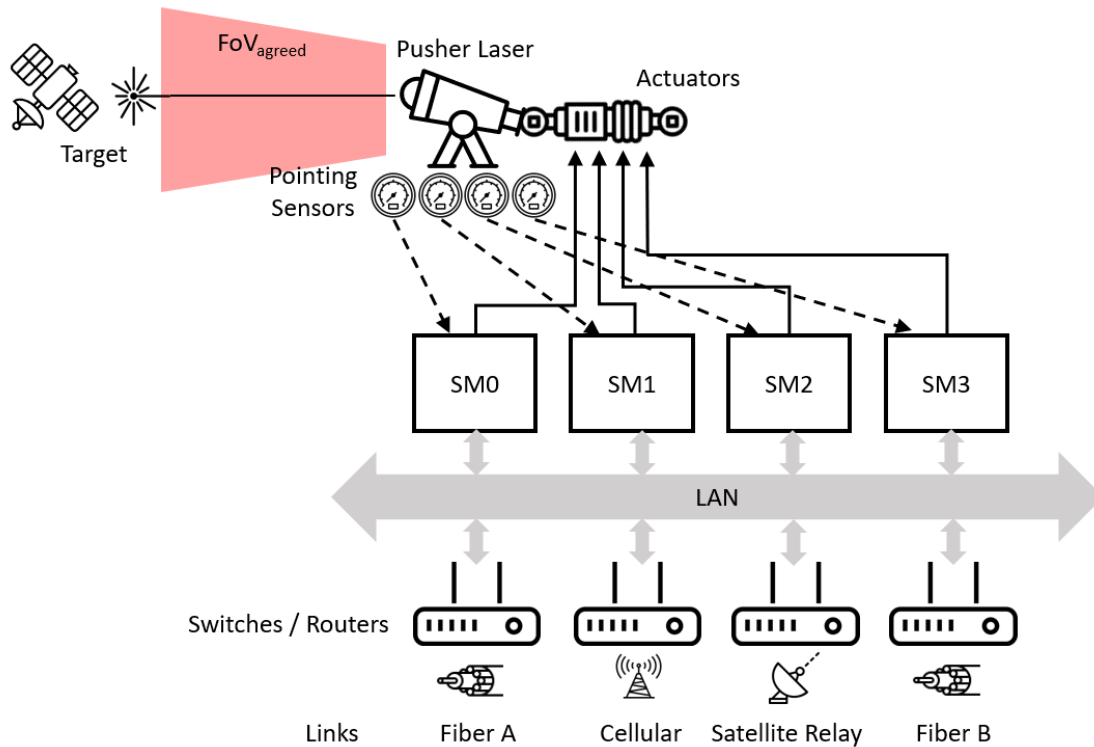 FoVagreed
Pusher Laser
Actuators
Target
Pointing
Sensors
SM0
SM1
SM2
SM3
LAN
Switches / Routers
Links
Fiber A
Cellular
Satellite Relay
Fiber B